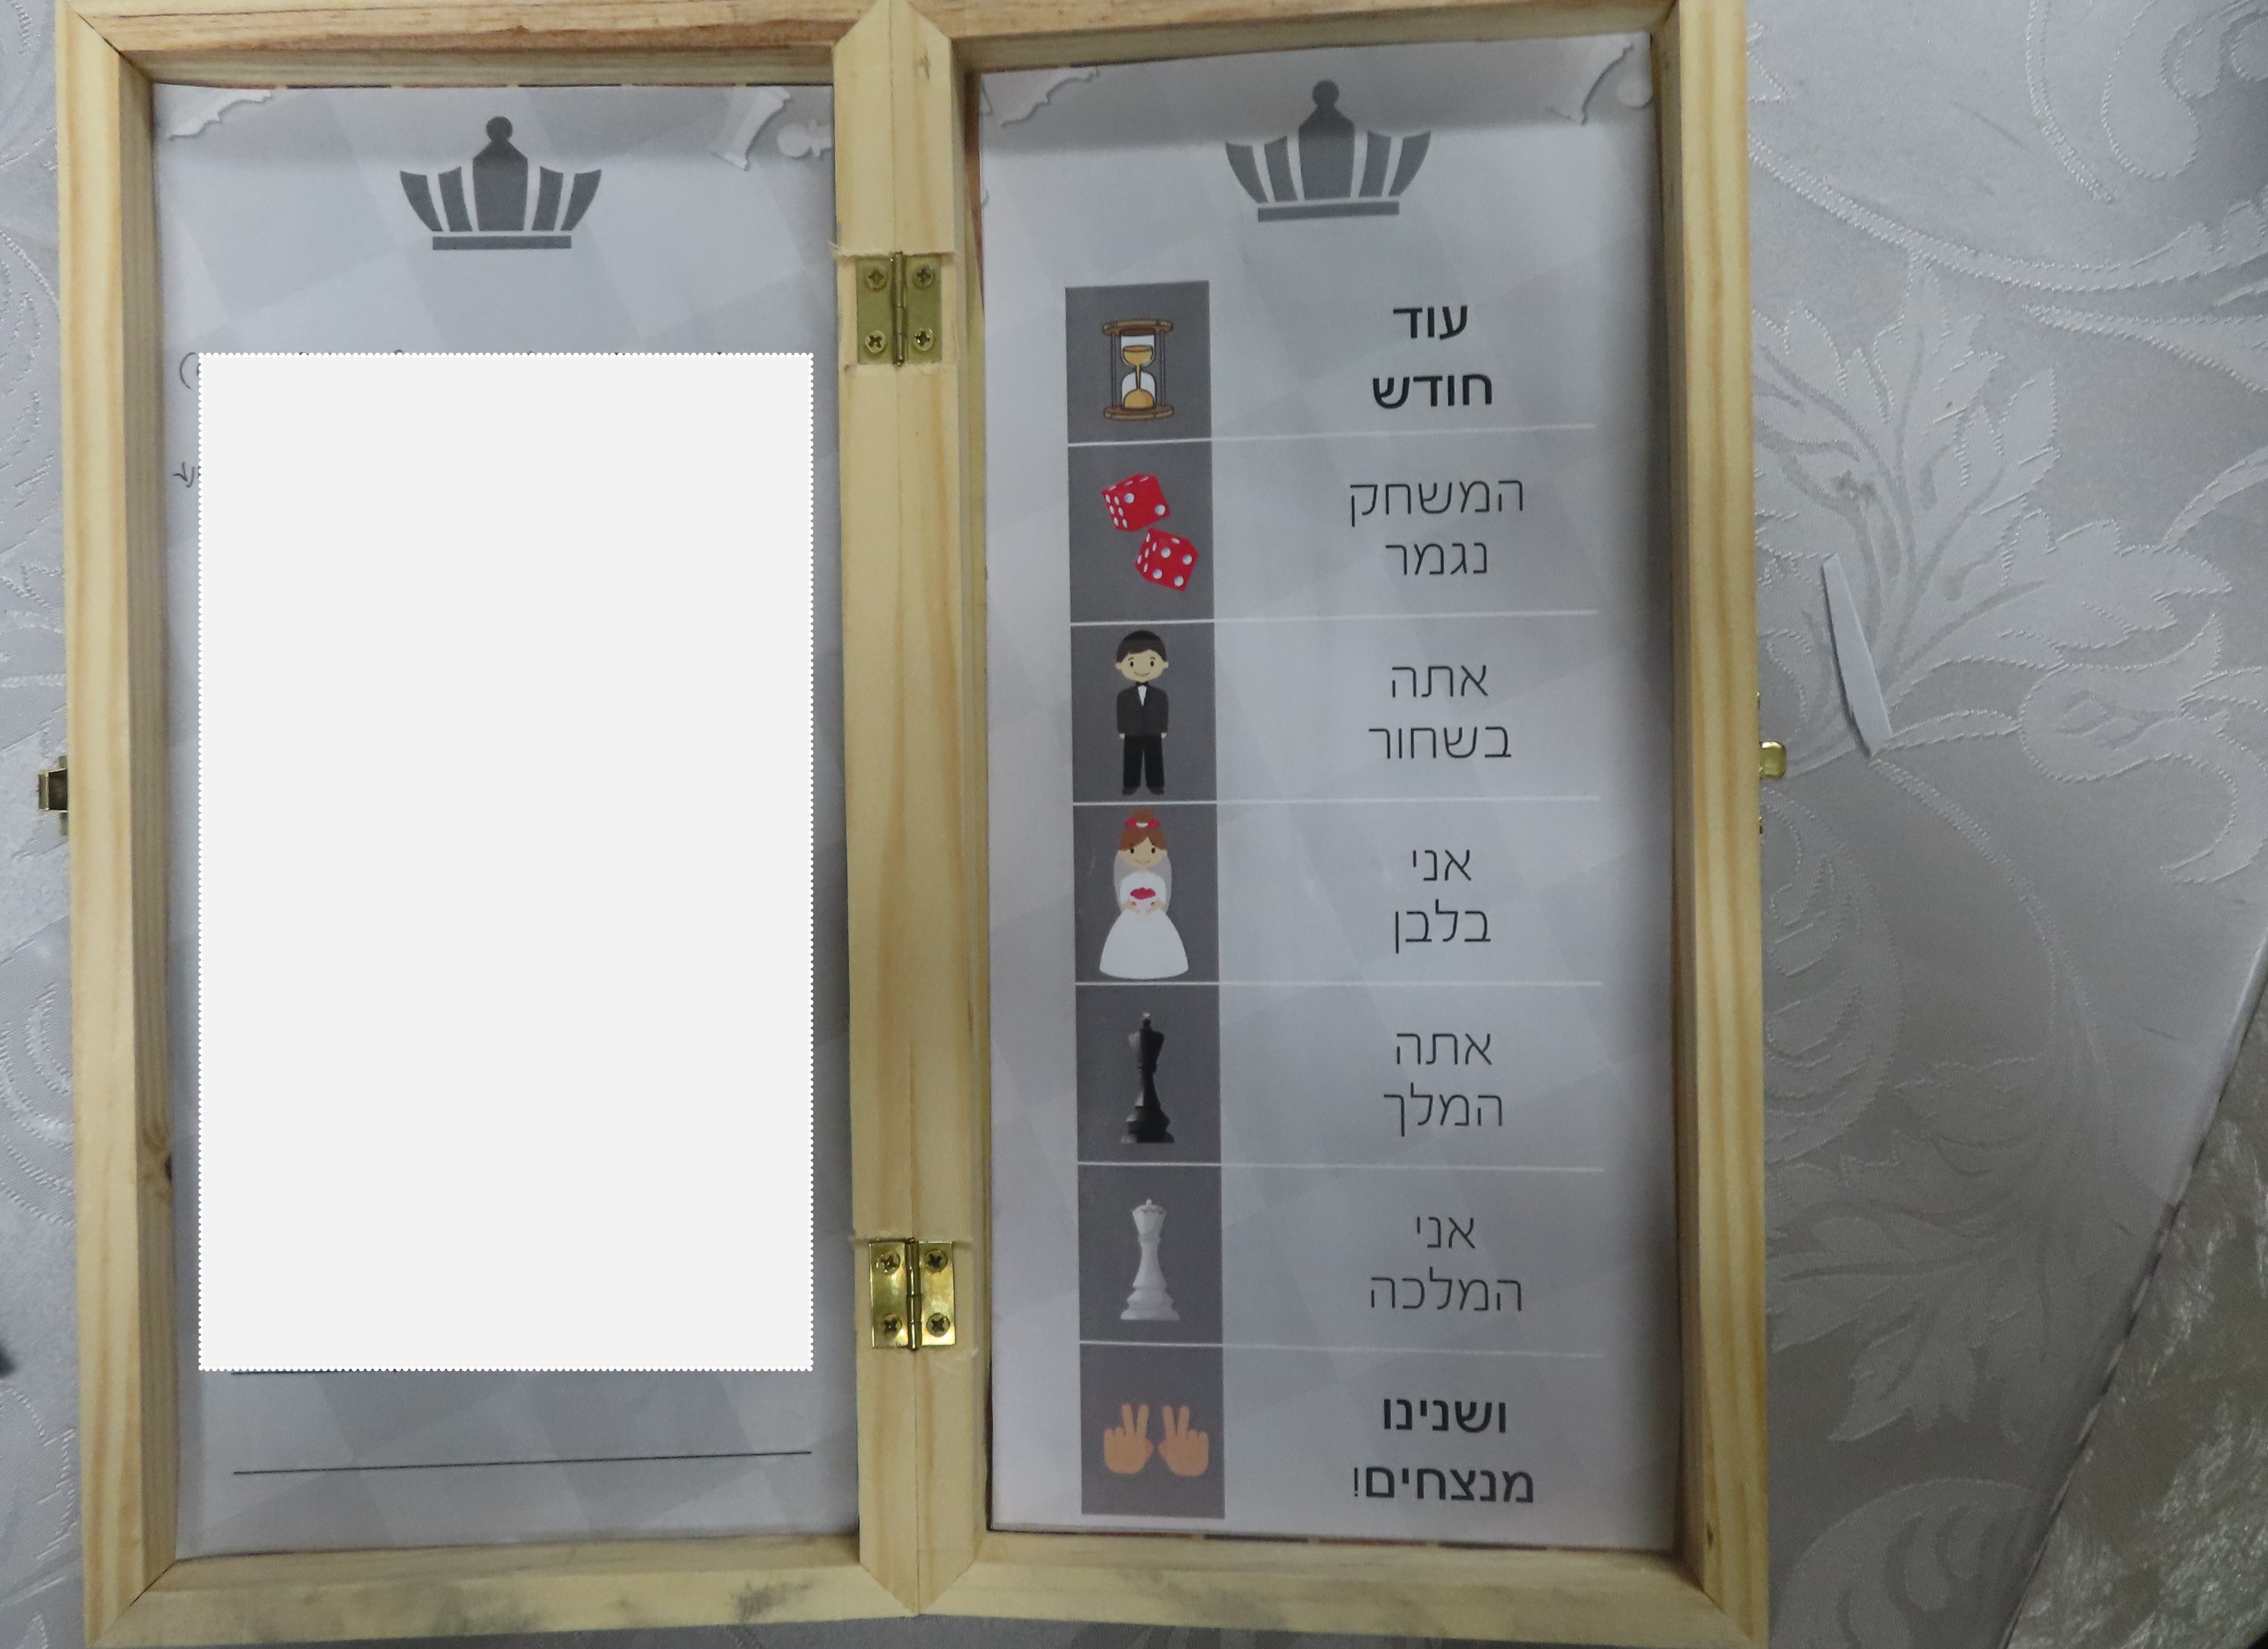 עוד
חודש
המשחק
נגמר
אתה
בשחור
אני
בלבן
אתה
המלך
אני
המלכה
ושנינו
מנצחים!